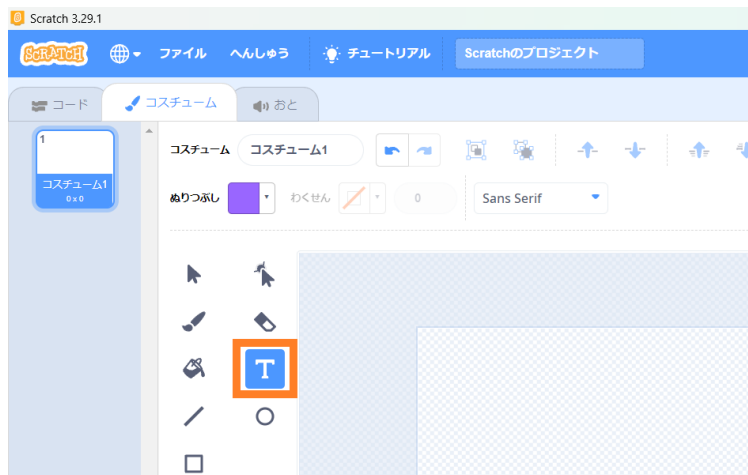 Scratch 3.29.1
SCRATCH ファイル へんしゅう チュートリアル Scratchのプロジェクト
コード コスチューム おと
1
コスチューム1
0 x 0
コスチューム コスチューム1
ぬりつぶし わくせん 0 Sans Serif
T